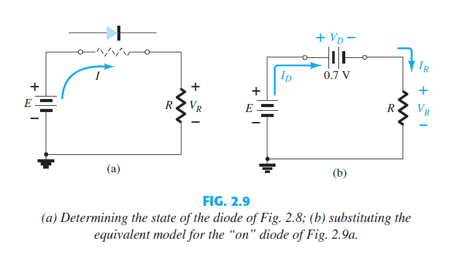 + V_D −
I
I_D
0.7 V
I_R
+
E
−
+
R V_R
−
+
E
−
+
R V_R
−
(a)
(b)
FIG. 2.9
(a) Determining the state of the diode of Fig. 2.8; (b) substituting the
equivalent model for the “on” diode of Fig. 2.9a.